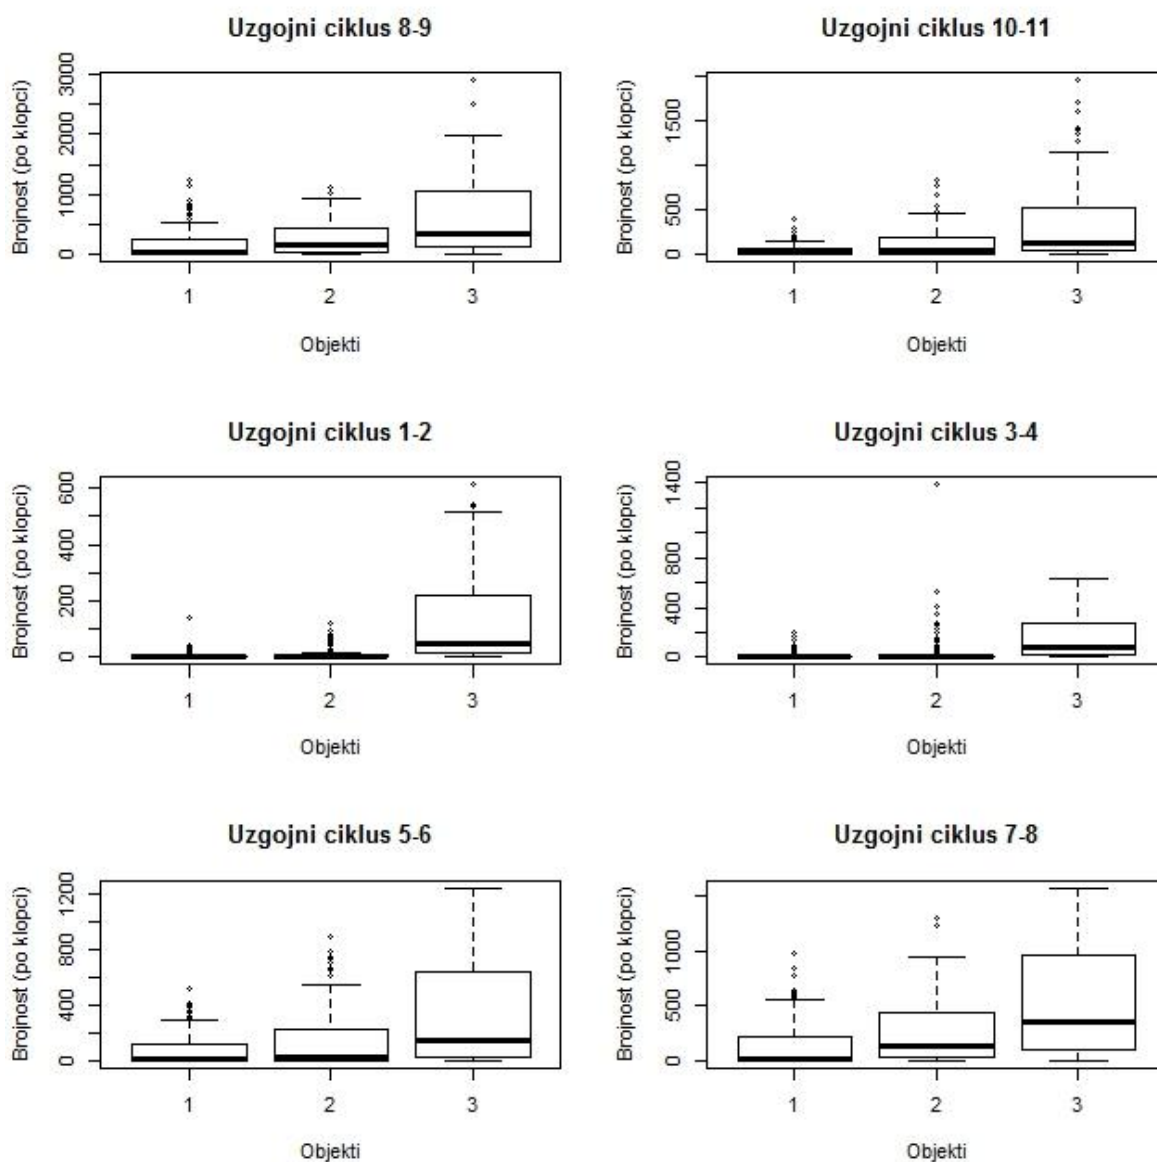 Uzgojni ciklus 8-9
Brojnost (po klopci)
3000
2000
1000
0
1 2 3
Objekti
Uzgojni ciklus 10-11
Brojnost (po klopci)
1500
500
0
1 2 3
Objekti
Uzgojni ciklus 1-2
Brojnost (po klopci)
600
400
200
0
1 2 3
Objekti
Uzgojni ciklus 3-4
Brojnost (po klopci)
1400
800
400
0
1 2 3
Objekti
Uzgojni ciklus 5-6
Brojnost (po klopci)
1200
800
400
0
1 2 3
Objekti
Uzgojni ciklus 7-8
Brojnost (po klopci)
1000
500
0
1 2 3
Objekti